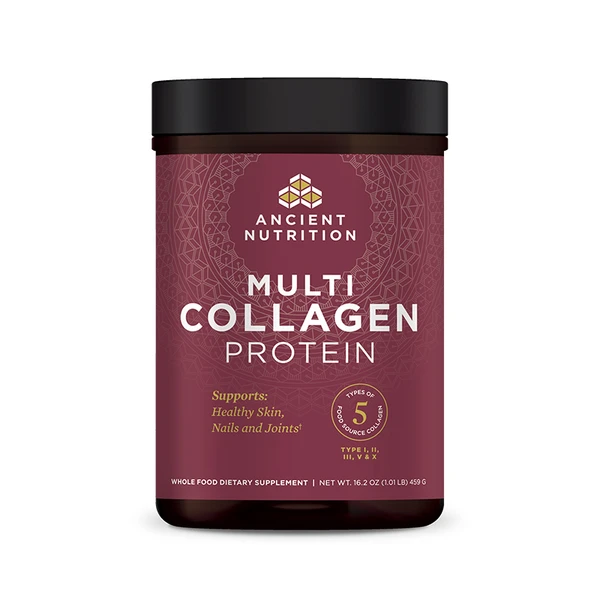 ANCIENT
NUTRITION
MULTI
COLLAGEN
PROTEIN
Supports:
Healthy Skin,
Nails and Joints†
TYPES OF
5
FOOD SOURCE COLLAGEN
TYPE I, II,
III, V & X
WHOLE FOOD DIETARY SUPPLEMENT | NET WT. 16.2 OZ (1.01 LB) 459 G